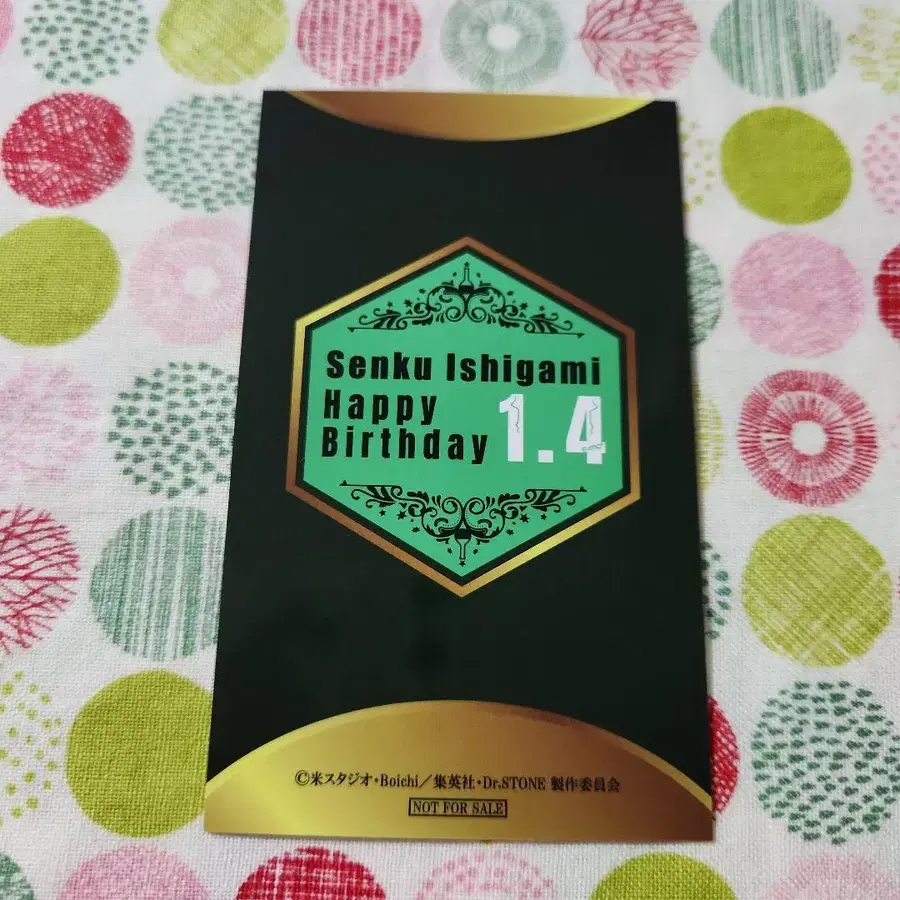 Senku Ishigami
Happy
Birthday 1.4
©米スタジオ・Boichi／集英社・Dr.STONE 製作委員会
NOT FOR SALE